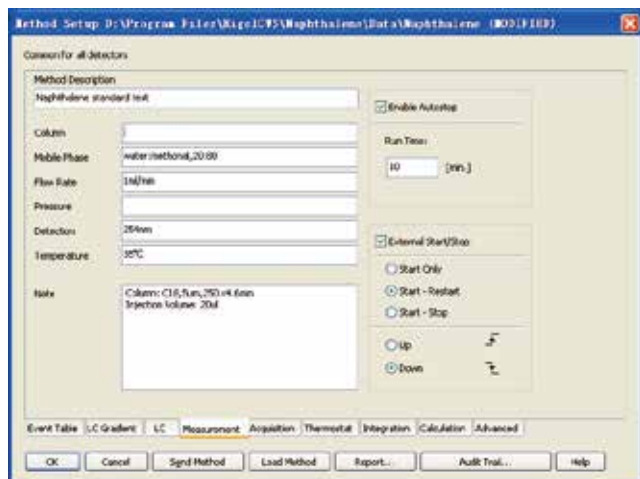 Method Setup D:\Program Files\RigolCWS\Naphthalene\Data\Naphthalene (MODIFIED)
Common for all detectors
Method Description
Naphthalene standard test
Enable Autostop
Column
Run Time:
Mobile Phase
water:methonal,20:80
10 [min.]
Flow Rate
1ml/min
Pressure
Detection
254nm
External Start/Stop
Temperature
35℃
Start Only
Note
Column: C18,5um,250×4.6mm
Start - Restart
Injection Volume: 20ul
Start - Stop
Up
Down
Event Table LC Gradient LC Measurement Acquisition Thermostat Integration Calculation Advanced
OK Cancel Send Method Load Method Report... Audit Trail... Help